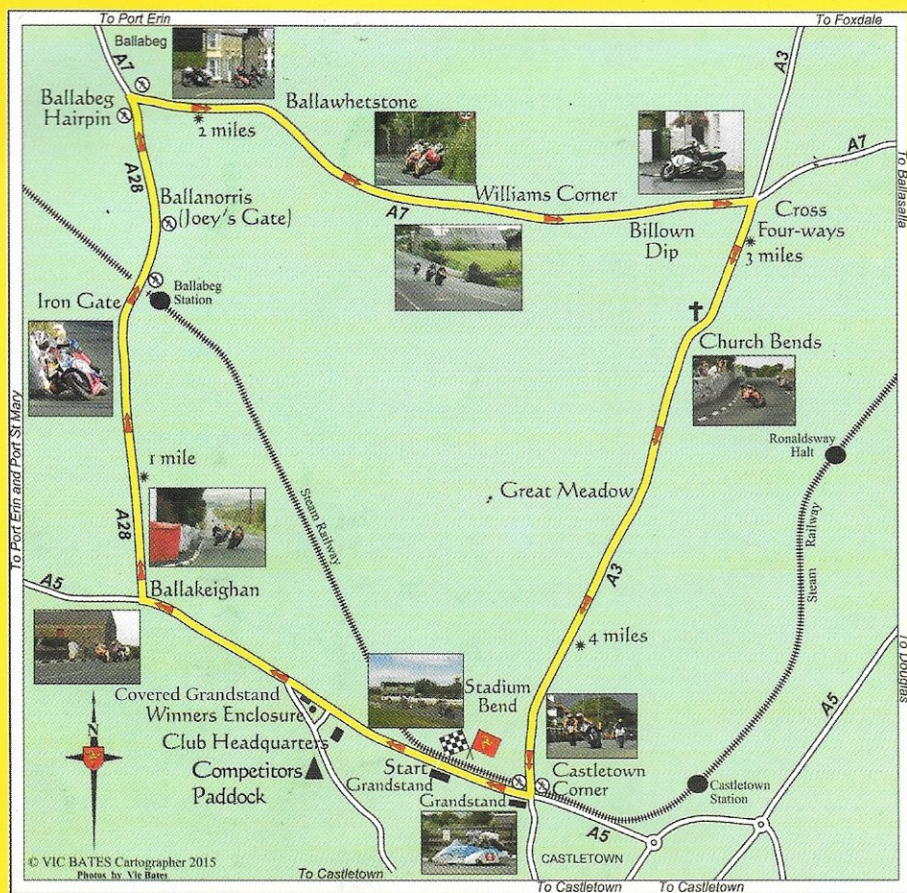 To Port Erin
To Foxdale
Ballabeg
A7
A3
Ballabeg
Hairpin
Ballawhetstone
2 miles
A7
To Ballasalla
A28
Ballanorris
(Joey's Gate)
Williams Corner
A7
Billown
Dip
Cross
Four-ways
3 miles
Ballabeg
Station
Iron Gate
Church Bends
To Port Erin and Port St Mary
Ronaldsway
Halt
1 mile
Great Meadow
Steam Railway
Steam Railway
A28
A3
A5
Ballakeighan
4 miles
To Douglas
Covered Grandstand
Winners Enclosure
Stadium
Bend
A5
N
Club Headquarters
Competitors
Paddock
Start
Grandstand
Castletown
Corner
Grandstand
Castletown
Station
A5
CASTLETOWN
© VIC BATES Cartographer 2015
Photos by Vic Bates
To Castletown
To Castletown
To Castletown